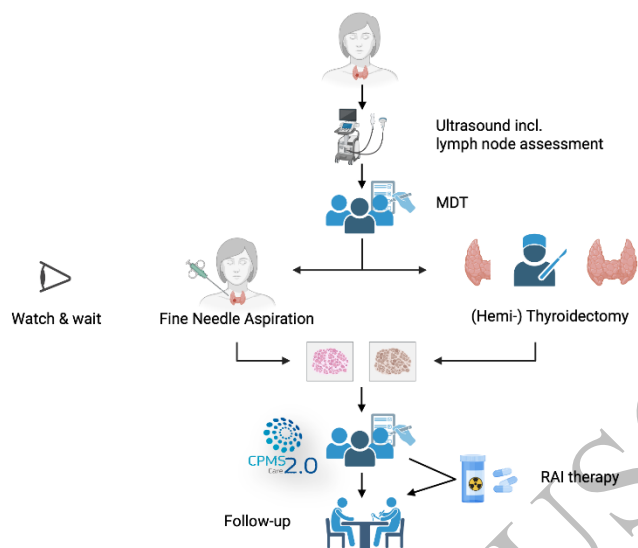 Ultrasound incl.
lymph node assessment
MDT
Watch & wait
Fine Needle Aspiration
(Hemi-) Thyroidectomy
CPMS
Care 2.0
RAI therapy
Follow-up